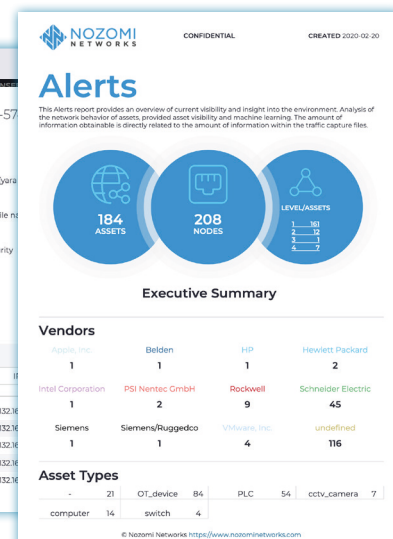 NOZOMI
NETWORKS
CONFIDENTIAL
CREATED 2020-02-20
Alerts
This Alerts report provides an overview of current visibility and insight into the environment. Analysis of
the network behavior of assets, provided asset visibility and machine learning. The amount of
information obtainable is directly related to the amount of information within the traffic capture files.
184
ASSETS
208
NODES
LEVEL/ASSETS
1 161
2 12
3 1
4 7
Executive Summary
Vendors
Apple, Inc. Belden HP Hewlett Packard
1 1 1 2
Intel Corporation PSI Nentec GmbH Rockwell Schneider Electric
1 2 9 45
Siemens Siemens/Ruggedco VMware, Inc. undefined
1 1 4 116
Asset Types
- 21 OT_device 84 PLC 54 cctv_camera 7
computer 14 switch 4
© Nozomi Networks https://www.nozominetworks.com